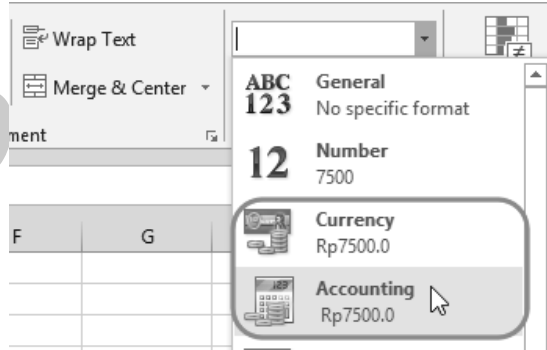 Wrap Text
Merge & Center
ment
ABC
123
General
No specific format
12
Number
7500
Currency
Rp7500.0
123
Accounting
Rp7500.0
F
G